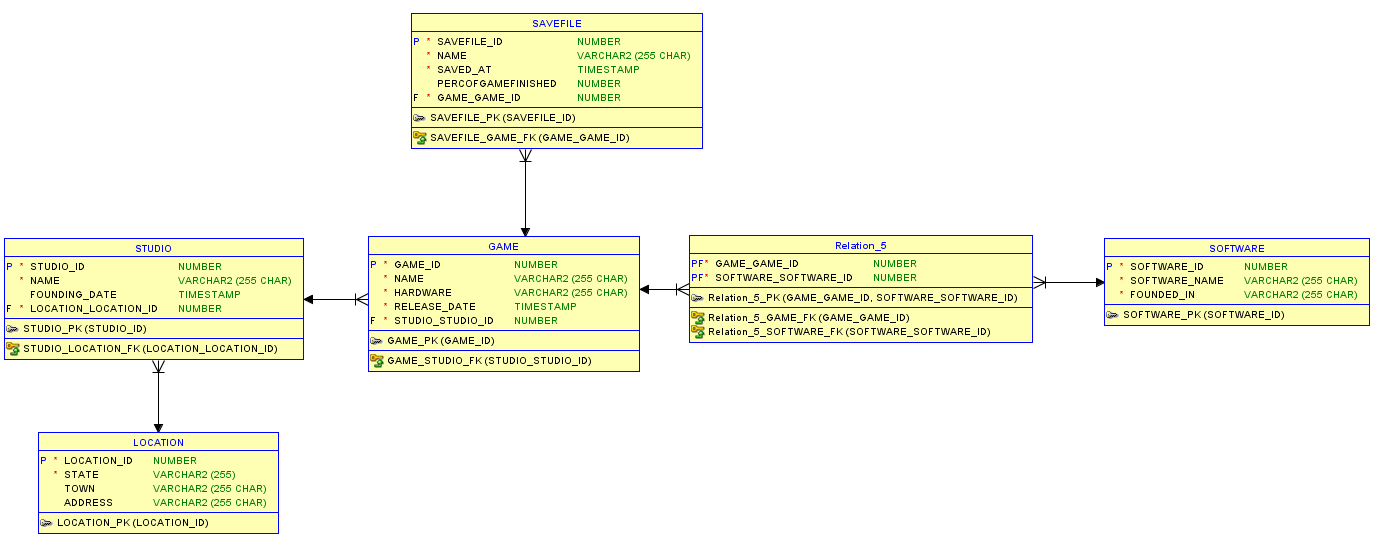 SAVEFILE
P * SAVEFILE_ID NUMBER
* NAME VARCHAR2 (255 CHAR)
* SAVED_AT TIMESTAMP
PERCOFGAMEFINISHED NUMBER
F * GAME_GAME_ID NUMBER
SAVEFILE_PK (SAVEFILE_ID)
SAVEFILE_GAME_FK (GAME_GAME_ID)
STUDIO
P * STUDIO_ID NUMBER
* NAME VARCHAR2 (255 CHAR)
FOUNDING_DATE TIMESTAMP
F * LOCATION_LOCATION_ID NUMBER
STUDIO_PK (STUDIO_ID)
STUDIO_LOCATION_FK (LOCATION_LOCATION_ID)
GAME
P * GAME_ID NUMBER
* NAME VARCHAR2 (255 CHAR)
* HARDWARE VARCHAR2 (255 CHAR)
* RELEASE_DATE TIMESTAMP
F * STUDIO_STUDIO_ID NUMBER
GAME_PK (GAME_ID)
GAME_STUDIO_FK (STUDIO_STUDIO_ID)
Relation_5
PF* GAME_GAME_ID NUMBER
PF* SOFTWARE_SOFTWARE_ID NUMBER
Relation_5_PK (GAME_GAME_ID, SOFTWARE_SOFTWARE_ID)
Relation_5_GAME_FK (GAME_GAME_ID)
Relation_5_SOFTWARE_FK (SOFTWARE_SOFTWARE_ID)
SOFTWARE
P * SOFTWARE_ID NUMBER
* SOFTWARE_NAME VARCHAR2 (255 CHAR)
* FOUNDED_IN VARCHAR2 (255 CHAR)
SOFTWARE_PK (SOFTWARE_ID)
LOCATION
P * LOCATION_ID NUMBER
* STATE VARCHAR2 (255)
TOWN VARCHAR2 (255 CHAR)
ADDRESS VARCHAR2 (255 CHAR)
LOCATION_PK (LOCATION_ID)